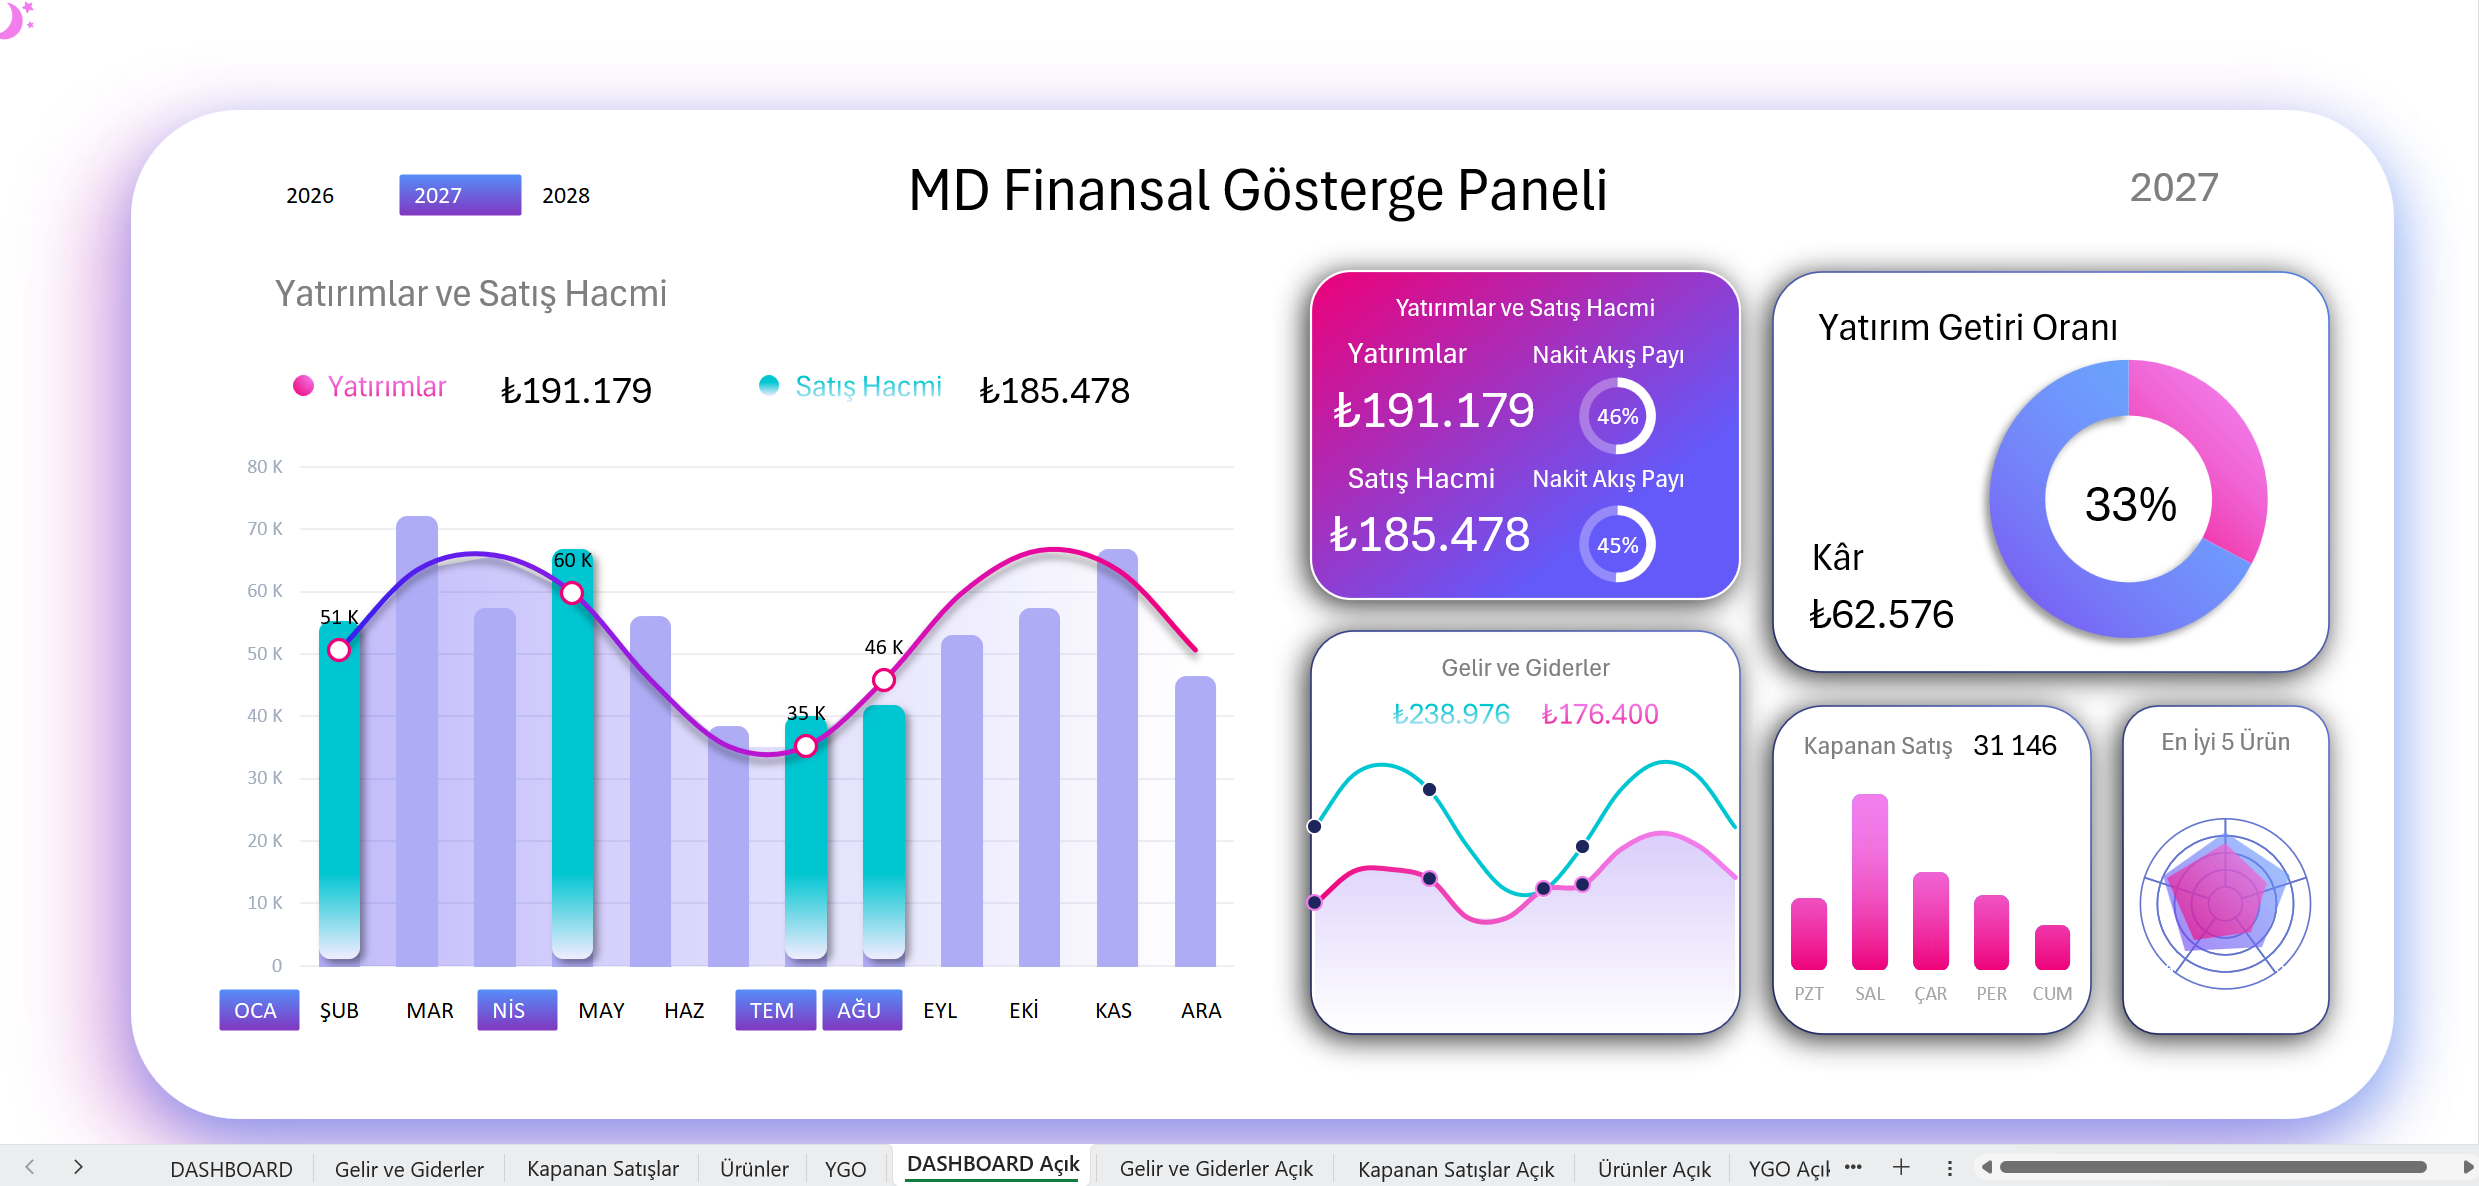 2026 2027 2028
MD Finansal Gösterge Paneli
2027
Yatırımlar ve Satış Hacmi
Yatırımlar ₺191.179 Satış Hacmi ₺185.478
80 K
70 K
60 K
50 K
40 K
30 K
20 K
10 K
0
51 K
60 K
35 K
46 K
OCA ŞUB MAR NİS MAY HAZ TEM AĞU EYL EKİ KAS ARA
Yatırımlar ve Satış Hacmi
Yatırımlar Nakit Akış Payı
₺191.179 46%
Satış Hacmi Nakit Akış Payı
₺185.478 45%
Yatırım Getiri Oranı
33%
Kâr
₺62.576
Gelir ve Giderler
₺238.976 ₺176.400
Kapanan Satış 31 146
PZT SAL ÇAR PER CUM
En İyi 5 Ürün
DASHBOARD Gelir ve Giderler Kapanan Satışlar Ürünler YGO DASHBOARD Açık Gelir ve Giderler Açık Kapanan Satışlar Açık Ürünler Açık YGO Açık